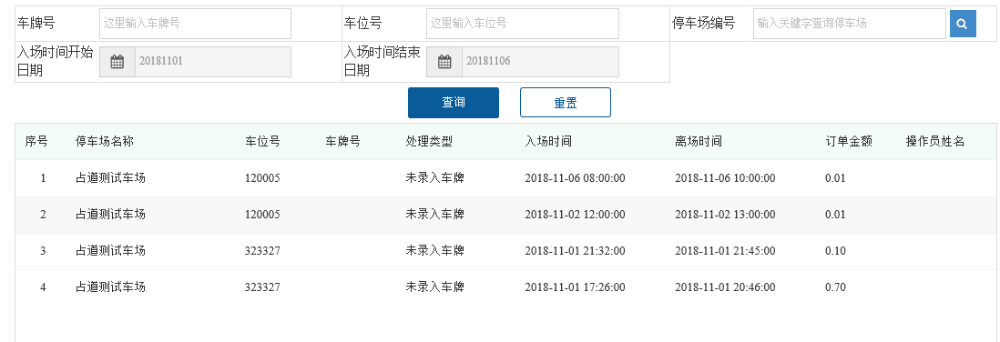 车牌号 这里输入车牌号 车位号 这里输入车位号 停车场编号 输入关键字查询停车场
入场时间开始日期 20181101 入场时间结束日期 20181106
查询 重置
序号 停车场名称 车位号 车牌号 处理类型 入场时间 离场时间 订单金额 操作员姓名
1 占道测试车场 120005 未录入车牌 2018-11-06 08:00:00 2018-11-06 10:00:00 0.01
2 占道测试车场 120005 未录入车牌 2018-11-02 12:00:00 2018-11-02 13:00:00 0.01
3 占道测试车场 323327 未录入车牌 2018-11-01 21:32:00 2018-11-01 21:45:00 0.10
4 占道测试车场 323327 未录入车牌 2018-11-01 17:26:00 2018-11-01 20:46:00 0.70